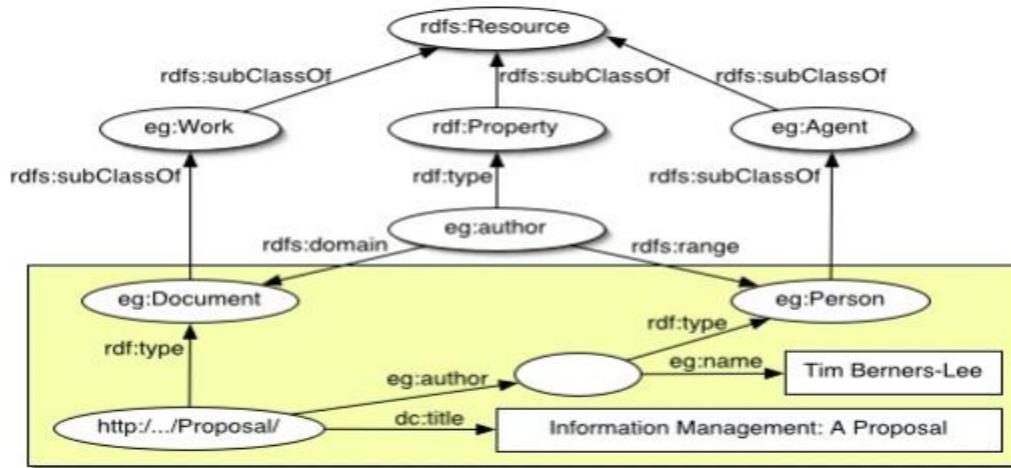 rdfs:Resource
rdfs:subClassOf rdfs:subClassOf rdfs:subClassOf
eg:Work rdf:Property eg:Agent
rdfs:subClassOf rdf:type rdfs:subClassOf
eg:author
rdfs:domain rdfs:range
eg:Document eg:Person
rdf:type rdf:type
eg:author eg:name Tim Berners-Lee
http:/.../Proposal/ dc:title Information Management: A Proposal